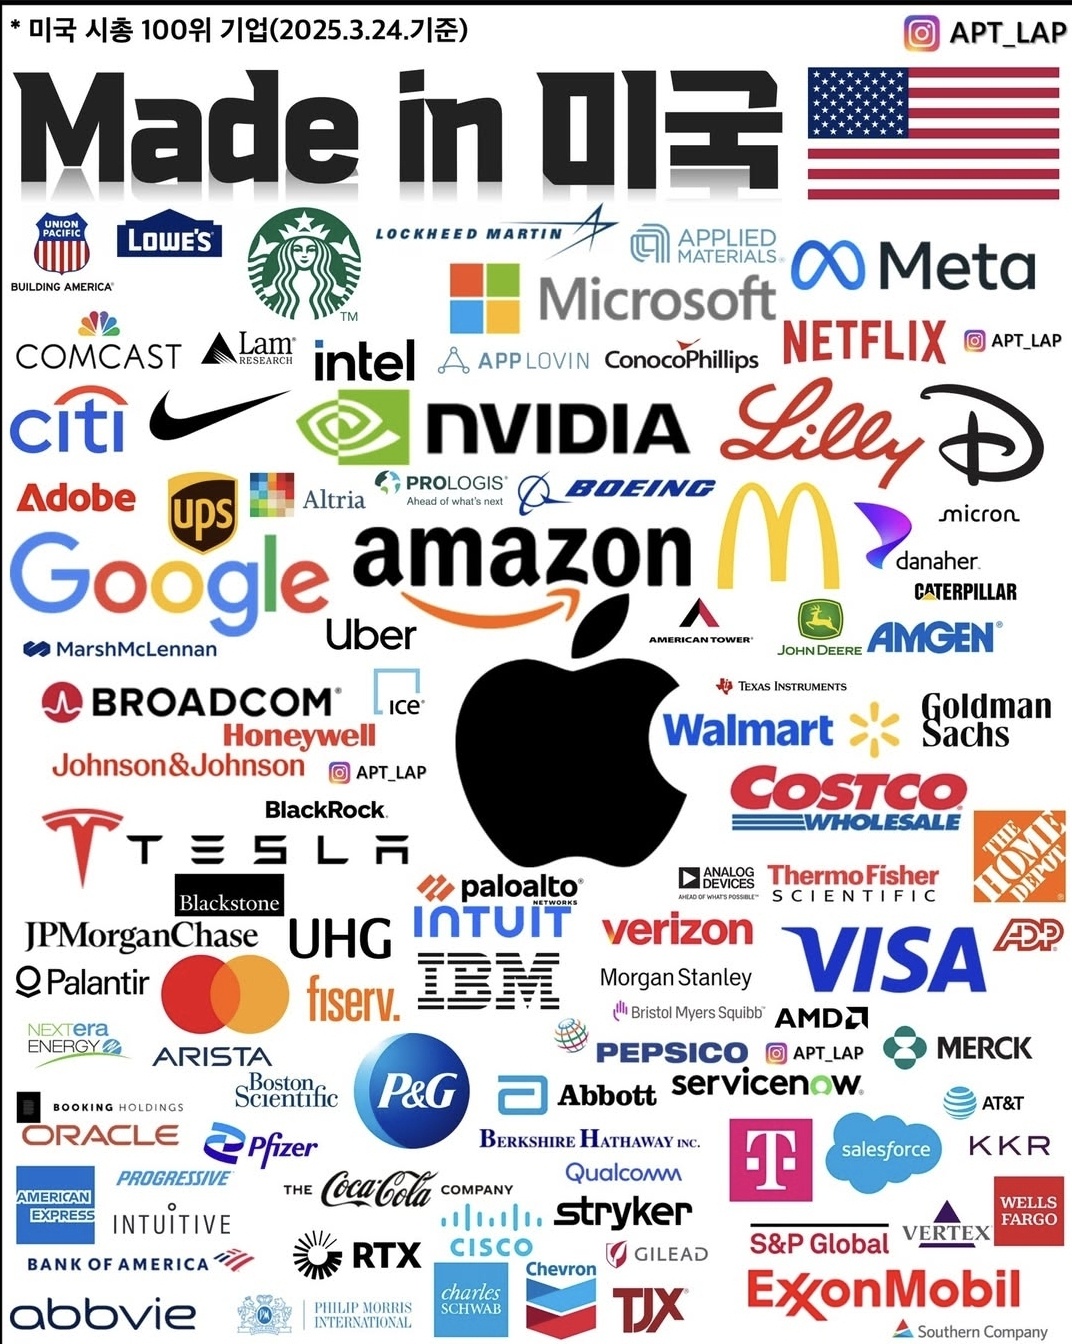 * 미국 시총 100위 기업(2025.3.24.기준)
APT_LAP
Made in 미국
UNION PACIFIC
BUILDING AMERICA®
LOWE'S
TM
LOCKHEED MARTIN
APPLIED MATERIALS®
Meta
Microsoft
COMCAST
Lam® RESEARCH
intel
APPLOVIN
ConocoPhillips
NETFLIX
APT_LAP
citi
NVIDIA
Lilly
D
Adobe
ups
Altria
PROLOGIS®
Ahead of what's next
BOEING
M
micron
danaher.
CATERPILLAR
Google
amazon
Uber
MarshMcLennan
AMERICAN TOWER®
JOHN DEERE
AMGEN®
BROADCOM®
ice®
TEXAS INSTRUMENTS
Walmart
Goldman Sachs
Honeywell
Johnson&Johnson
APT_LAP
BlackRock.
COSTCO WHOLESALE
THE HOME DEPOT
TESLA
Blackstone
paloalto® NETWORKS
ANALOG DEVICES
AHEAD OF WHAT'S POSSIBLE™
ThermoFisher SCIENTIFIC
JPMorganChase
UHG
INTUIT
verizon
VISA
ADP
Palantir
fiserv.
IBM
Morgan Stanley
Bristol Myers Squibb™
AMD
NEXTera ENERGY
ARISTA
P&G
PEPSICO
APT_LAP
MERCK
Boston Scientific
Abbott
servicenow®
BOOKING HOLDINGS
AT&T
ORACLE
Pfizer
BERKSHIRE HATHAWAY INC.
T
salesforce
KKR
AMERICAN EXPRESS
PROGRESSIVE
THE Coca-Cola COMPANY
Qualcomm
INTUITIVE
CISCO
stryker
S&P Global
VERTEX
WELLS FARGO
BANK OF AMERICA
RTX
GILEAD
abbvie
PM
PHILIP MORRIS INTERNATIONAL
charles SCHWAB
Chevron
TJX
ExxonMobil
Southern Company